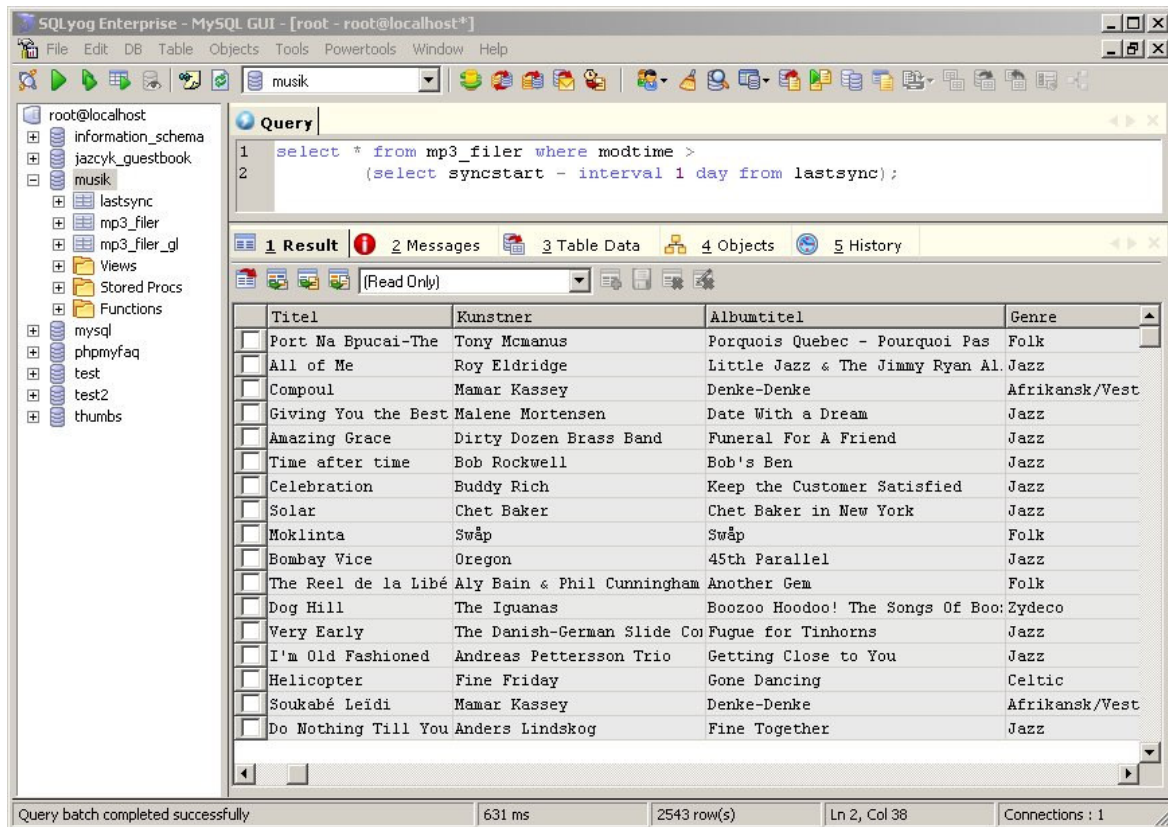 SQLyog Enterprise - MySQL GUI - [root - root@localhost*]
File Edit DB Table Objects Tools Powertools Window Help
musik
root@localhost
information_schema
jazcyk_guestbook
musik
lastsync
mp3_filer
mp3_filer_gl
Views
Stored Procs
Functions
mysql
phpmyfaq
test
test2
thumbs
Query
1 select * from mp3_filer where modtime >
2 (select syncstart - interval 1 day from lastsync);
1 Result 2 Messages 3 Table Data 4 Objects 5 History
(Read Only)
Titel Kunstner Albumtitel Genre
Port Na Bpucai-The Tony Mcmanus Porquois Quebec - Pourquoi Pas Folk
All of Me Roy Eldridge Little Jazz & The Jimmy Ryan Al. Jazz
Compoul Mamar Kassey Denke-Denke Afrikansk/Vest
Giving You the Best Malene Mortensen Date With a Dream Jazz
Amazing Grace Dirty Dozen Brass Band Funeral For A Friend Jazz
Time after time Bob Rockwell Bob's Ben Jazz
Celebration Buddy Rich Keep the Customer Satisfied Jazz
Solar Chet Baker Chet Baker in New York Jazz
Moklinta Swåp Swåp Folk
Bombay Vice Oregon 45th Parallel Jazz
The Reel de la Libé Aly Bain & Phil Cunningham Another Gem Folk
Dog Hill The Iguanas Boozoo Hoodoo! The Songs Of Boo Zydeco
Very Early The Danish-German Slide Co Fugue for Tinhorns Jazz
I'm Old Fashioned Andreas Pettersson Trio Getting Close to You Jazz
Helicopter Fine Friday Gone Dancing Celtic
Soukabé Leïdi Mamar Kassey Denke-Denke Afrikansk/Vest
Do Nothing Till You Anders Lindskog Fine Together Jazz
Query batch completed successfully 631 ms 2543 row(s) Ln 2, Col 38 Connections : 1